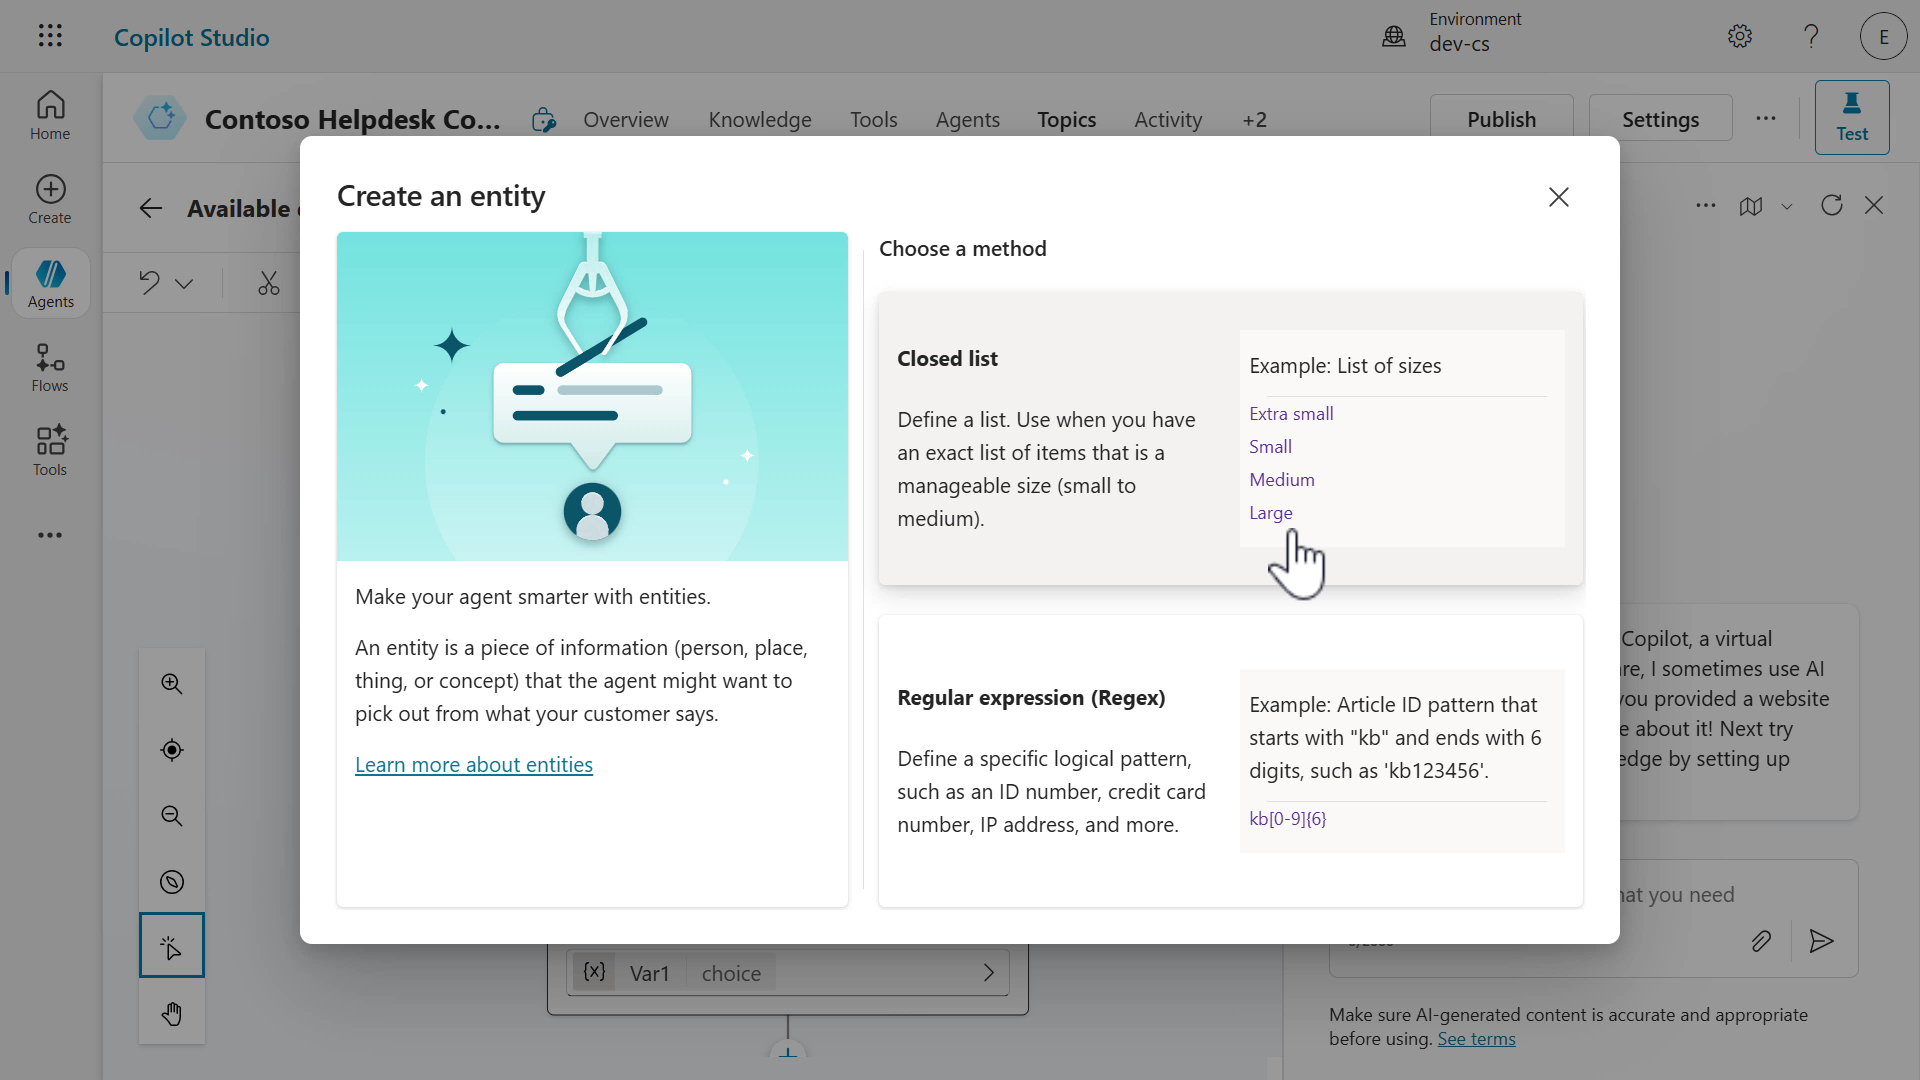 Copilot Studio
Environment
dev-cs
E
Home
Create
Agents
Flows
Tools
Contoso Helpdesk Co...
Overview
Knowledge
Tools
Agents
Topics
Activity
+2
Publish
Settings
Test
Available
Create an entity
Make your agent smarter with entities.
An entity is a piece of information (person, place,
thing, or concept) that the agent might want to
pick out from what your customer says.
Learn more about entities
Choose a method
Closed list
Define a list. Use when you have
an exact list of items that is a
manageable size (small to
medium).
Example: List of sizes
Extra small
Small
Medium
Large
Regular expression (Regex)
Define a specific logical pattern,
such as an ID number, credit card
number, IP address, and more.
Example: Article ID pattern that
starts with "kb" and ends with 6
digits, such as 'kb123456'.
kb[0-9]{6}
{x} Var1 choice
Copilot, a virtual
I sometimes use AI
you provided a website
about it! Next try
by setting up
you need
Make sure AI-generated content is accurate and appropriate
before using. See terms